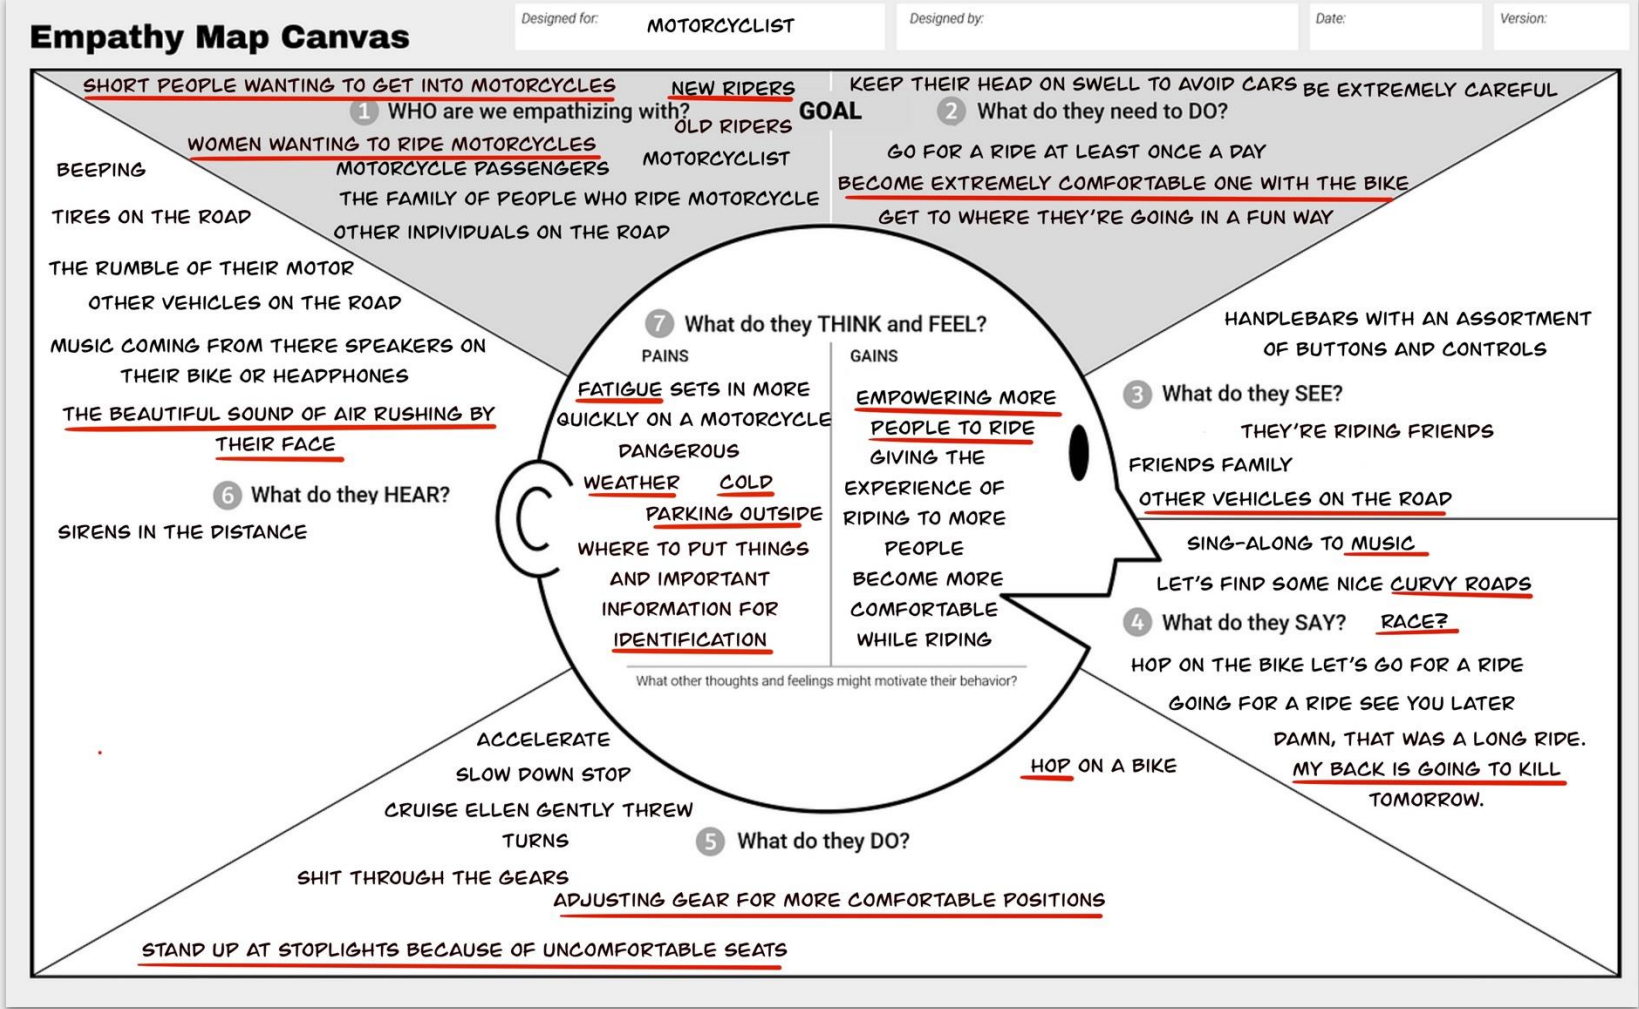 Empathy Map Canvas
Designed for:
MOTORCYCLIST
Designed by:
Date:
Version:
SHORT PEOPLE WANTING TO GET INTO MOTORCYCLES
NEW RIDERS
1 WHO are we empathizing with?
OLD RIDERS
WOMEN WANTING TO RIDE MOTORCYCLES
MOTORCYCLIST
MOTORCYCLE PASSENGERS
THE FAMILY OF PEOPLE WHO RIDE MOTORCYCLE
OTHER INDIVIDUALS ON THE ROAD
GOAL
KEEP THEIR HEAD ON SWELL TO AVOID CARS
BE EXTREMELY CAREFUL
2 What do they need to DO?
GO FOR A RIDE AT LEAST ONCE A DAY
BECOME EXTREMELY COMFORTABLE ONE WITH THE BIKE
GET TO WHERE THEY'RE GOING IN A FUN WAY
HANDLEBARS WITH AN ASSORTMENT
OF BUTTONS AND CONTROLS
3 What do they SEE?
THEY'RE RIDING FRIENDS
FRIENDS FAMILY
OTHER VEHICLES ON THE ROAD
SING-ALONG TO MUSIC
LET'S FIND SOME NICE CURVY ROADS
4 What do they SAY?
RACE?
HOP ON THE BIKE LET'S GO FOR A RIDE
GOING FOR A RIDE SEE YOU LATER
DAMN, THAT WAS A LONG RIDE.
MY BACK IS GOING TO KILL
TOMORROW.
HOP ON A BIKE
ACCELERATE
SLOW DOWN STOP
CRUISE ELLEN GENTLY THREW
TURNS
5 What do they DO?
SHIT THROUGH THE GEARS
ADJUSTING GEAR FOR MORE COMFORTABLE POSITIONS
STAND UP AT STOPLIGHTS BECAUSE OF UNCOMFORTABLE SEATS
BEEPING
TIRES ON THE ROAD
THE RUMBLE OF THEIR MOTOR
OTHER VEHICLES ON THE ROAD
MUSIC COMING FROM THERE SPEAKERS ON
THEIR BIKE OR HEADPHONES
THE BEAUTIFUL SOUND OF AIR RUSHING BY
THEIR FACE
6 What do they HEAR?
SIRENS IN THE DISTANCE
7 What do they THINK and FEEL?
PAINS
FATIGUE SETS IN MORE
QUICKLY ON A MOTORCYCLE
DANGEROUS
WEATHER COLD
PARKING OUTSIDE
WHERE TO PUT THINGS
AND IMPORTANT
INFORMATION FOR
IDENTIFICATION
GAINS
EMPOWERING MORE
PEOPLE TO RIDE
GIVING THE
EXPERIENCE OF
RIDING TO MORE
PEOPLE
BECOME MORE
COMFORTABLE
WHILE RIDING
What other thoughts and feelings might motivate their behavior?